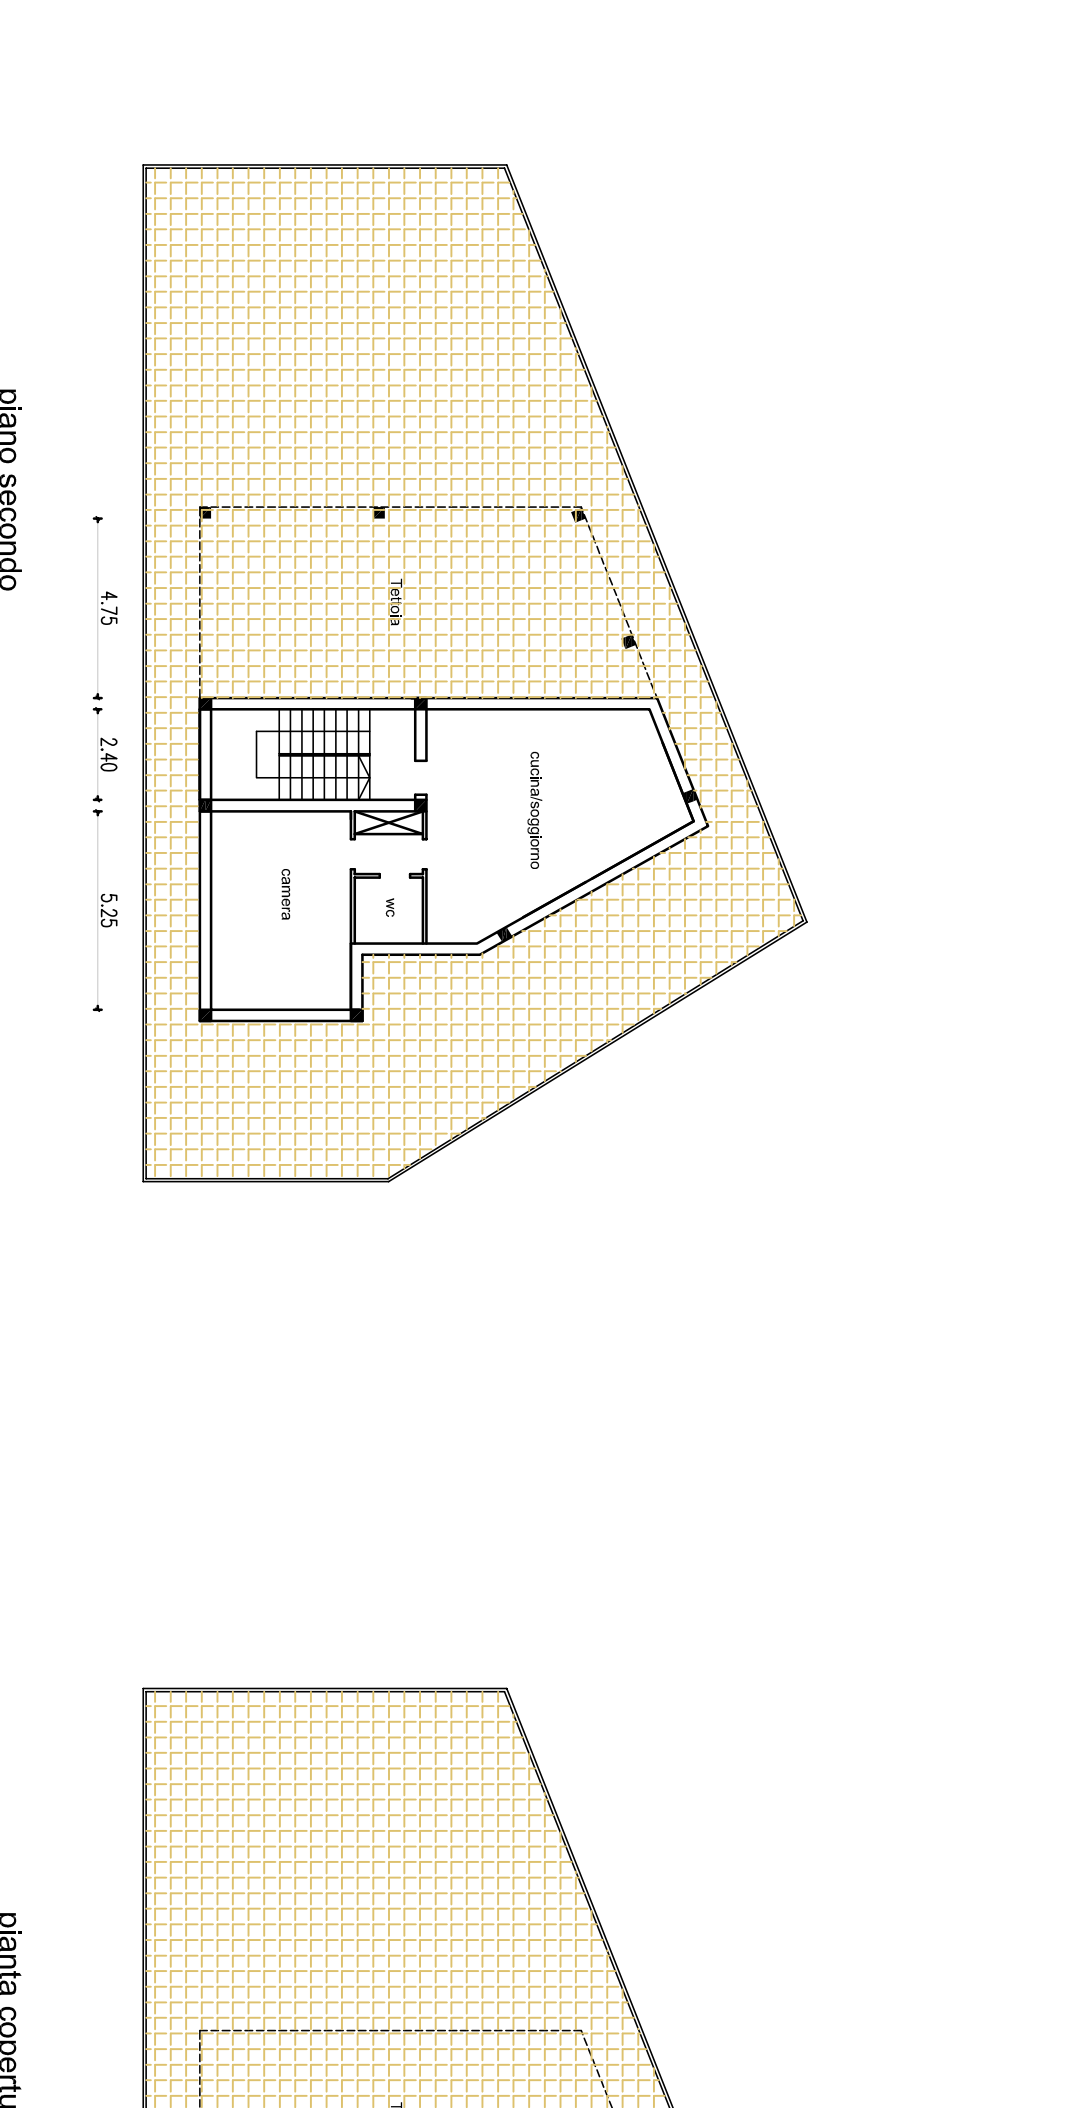 Tettoia
cucina/soggiorno
wc
camera
4.75
2.40
5.25
piano secondo
pianta copertu